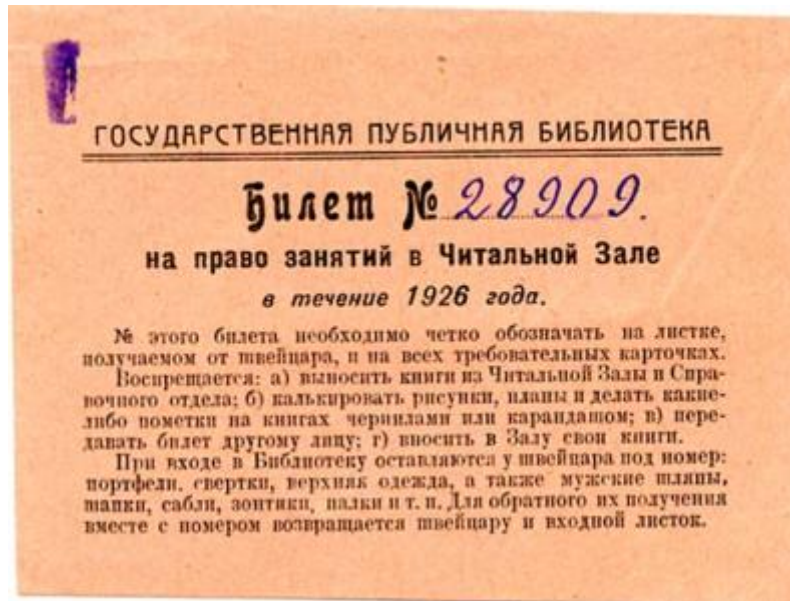 ГОСУДАРСТВЕННАЯ ПУБЛИЧНАЯ БИБЛИОТЕКА
Билет № 28909.
на право занятий в Читальной Зале
в течение 1926 года.
№ этого билета необходимо четко обозначать на листке,
получаемом от швейцара, и на всех требовательных карточках.
Воспрещается: а) выносить книги из Читальной Залы и Спра-
вочного отдела; б) калькировать рисунки, планы и делать какие-
либо пометки на книгах чернилами или карандашом; в) пере-
давать билет другому лицу; г) вносить в Залу свои книги.
При входе в Библиотеку оставляются у швейцара под номер:
портфели, свертки, верхняя одежда, а также мужские шляпы,
шапки, сабли, зонтики, палки и т. п. Для обратного их получения
вместе с номером возвращается швейцару и входной листок.